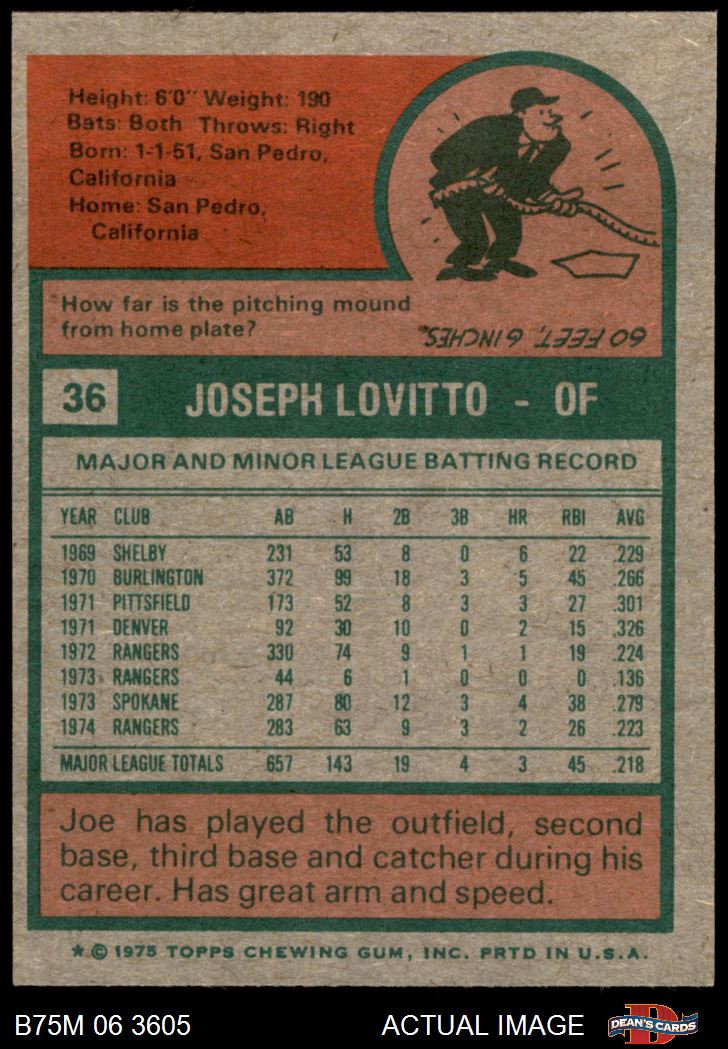 Height: 6'0" Weight: 190
Bats: Both Throws: Right
Born: 1-1-51, San Pedro,
California
Home: San Pedro,
California
How far is the pitching mound
from home plate?
60 FEET, 6 INCHES.
36 JOSEPH LOVITTO - OF
MAJOR AND MINOR LEAGUE BATTING RECORD
YEAR CLUB AB H 2B 3B HR RBI AVG
1969 SHELBY 231 53 8 0 6 22 .229
1970 BURLINGTON 372 99 18 3 5 45 .266
1971 PITTSFIELD 173 52 8 3 3 27 .301
1971 DENVER 92 30 10 0 2 15 .326
1972 RANGERS 330 74 9 1 1 19 .224
1973 RANGERS 44 6 1 0 0 0 .136
1973 SPOKANE 287 80 12 3 4 38 .279
1974 RANGERS 283 63 9 3 2 26 .223
MAJOR LEAGUE TOTALS 657 143 19 4 3 45 .218
Joe has played the outfield, second
base, third base and catcher during his
career. Has great arm and speed.
* © 1975 TOPPS CHEWING GUM, INC. PRTD IN U.S.A.
B75M 06 3605 ACTUAL IMAGE D DEAN'S CARDS